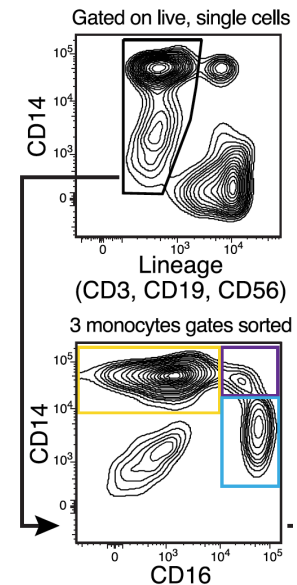 Gated on live, single cells
CD14
10⁵
10⁴
10³
0
0 10³ 10⁴
Lineage
(CD3, CD19, CD56)
3 monocytes gates sorted
CD14
10⁵
10⁴
10³
0
0 10³ 10⁴ 10⁵
CD16